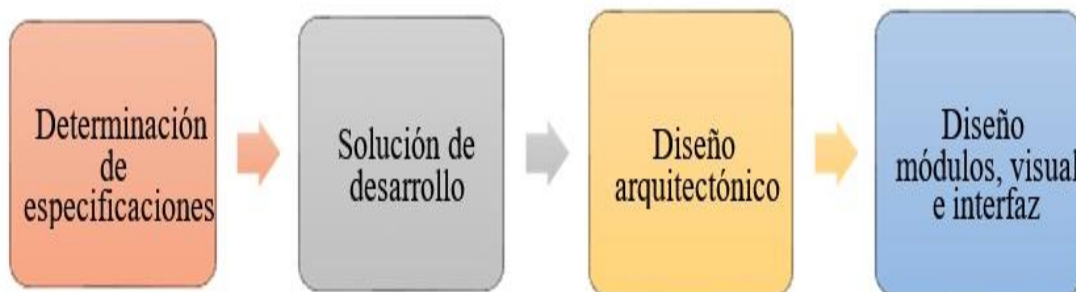 Determinación
de
especificaciones
Solución de
desarrollo
Diseño
arquitectónico
Diseño
módulos, visual
e interfaz